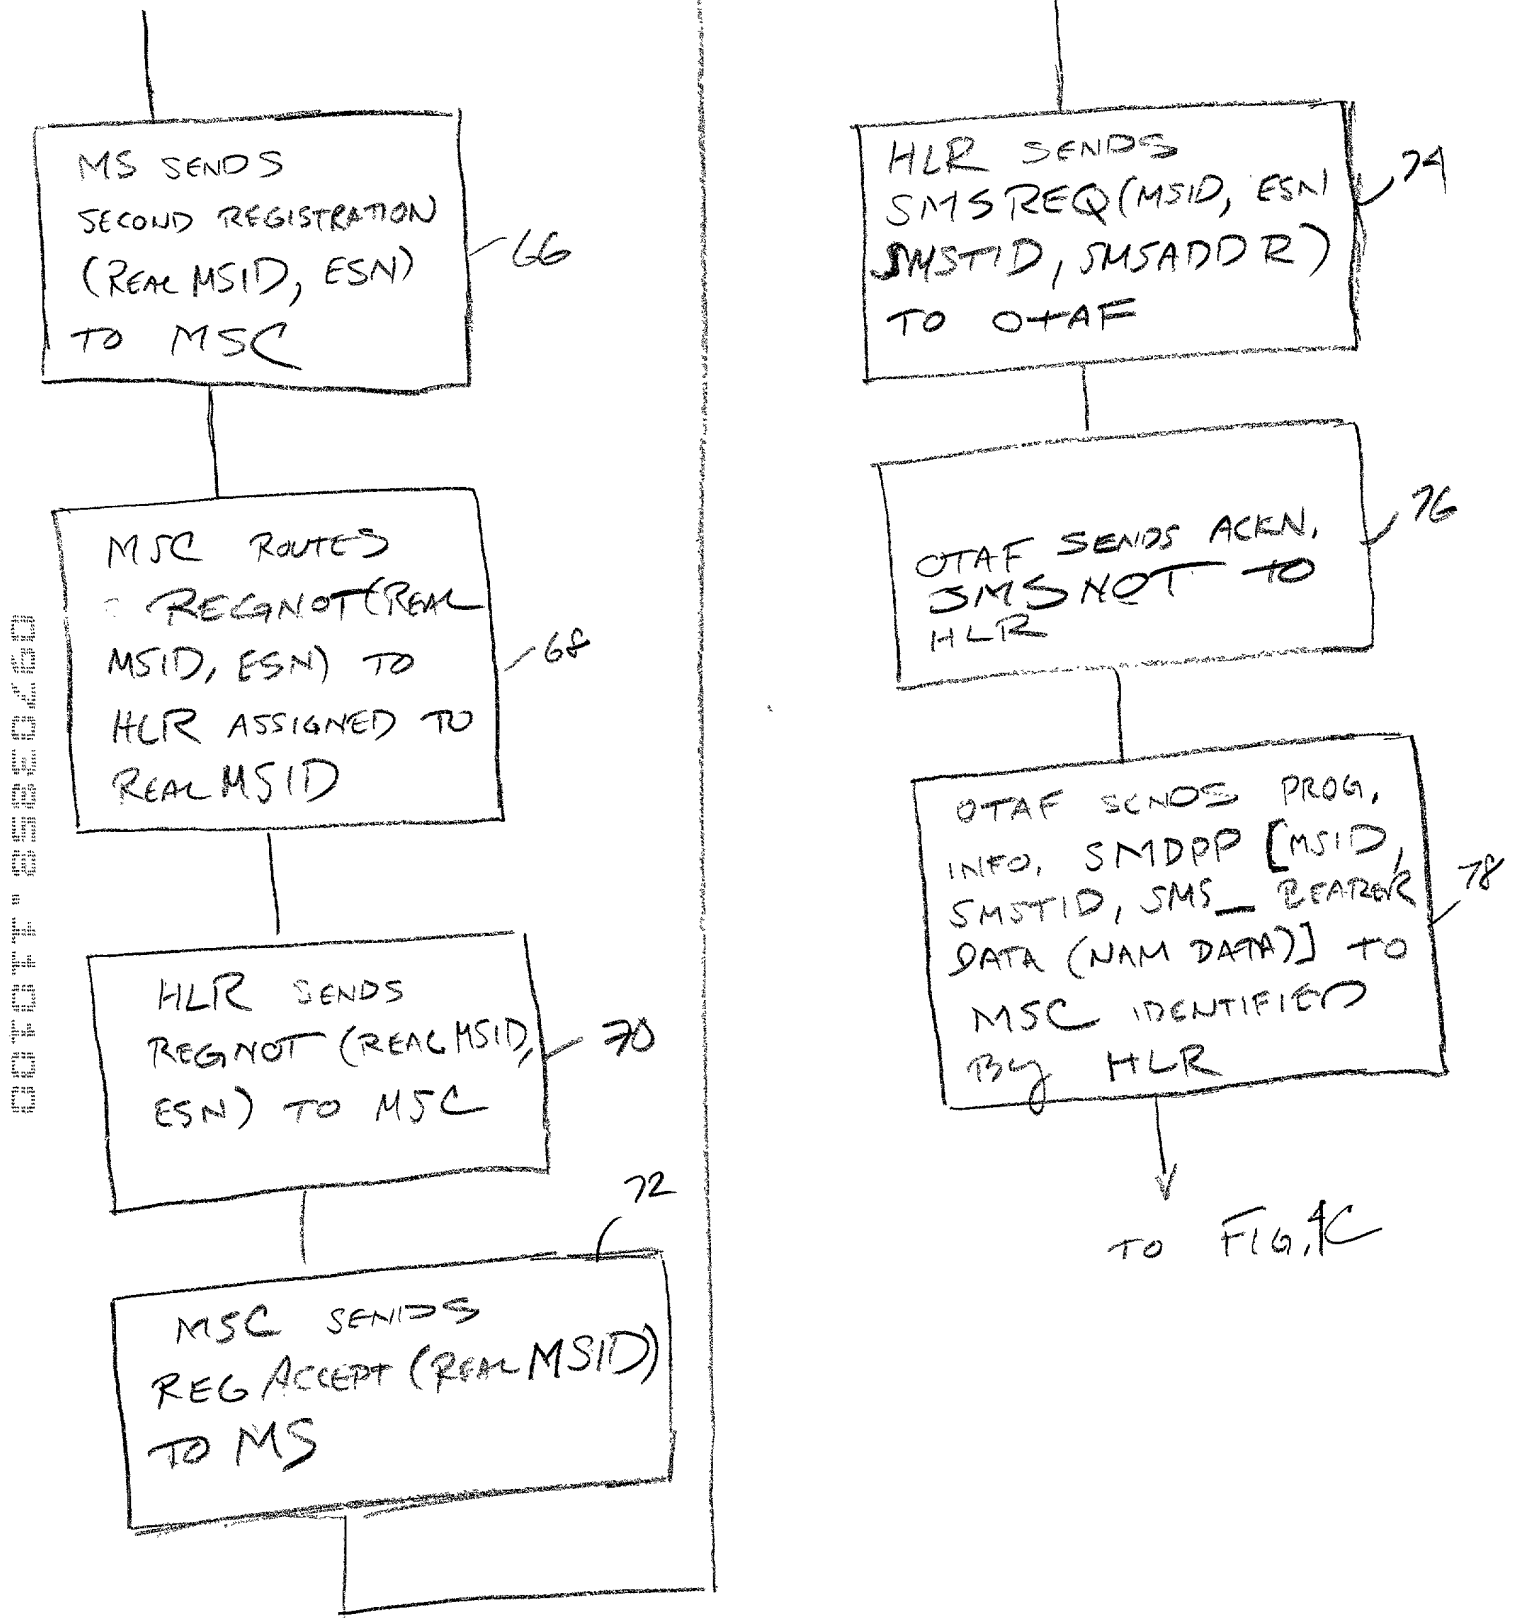 MS SENDS
SECOND REGISTRATION
(REAL MSID, ESN)
TO MSC
66
MSC ROUTES
REGNOT (REAL
MSID, ESN) TO
HLR ASSIGNED TO
REAL MSID
68
HLR SENDS
REGNOT (REAL MSID,
ESN) TO MSC
70
72
MSC SENDS
REG ACCEPT (REAL MSID)
TO MS
HLR SENDS
SMSREQ(MSID, ESN
SMSTID, SMSADDR)
TO OTAF
74
OTAF SENDS ACKN.
SMSNOT TO
HLR
76
OTAF SENDS PROG.
INFO. SMDPP [MSID,
SMSTID, SMS_ BEARER
DATA (NAM DATA)] TO
MSC IDENTIFIED
By HLR
78
TO FIG. 4C
09703858.110100